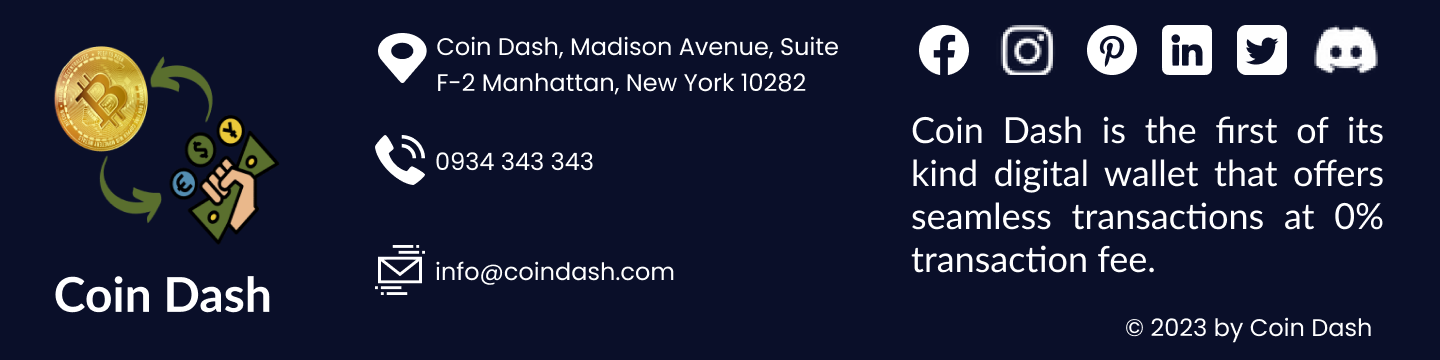 Coin Dash
Coin Dash, Madison Avenue, Suite
F-2 Manhattan, New York 10282
0934 343 343
info@coindash.com
Coin Dash is the first of its
kind digital wallet that offers
seamless transactions at 0%
transaction fee.
© 2023 by Coin Dash